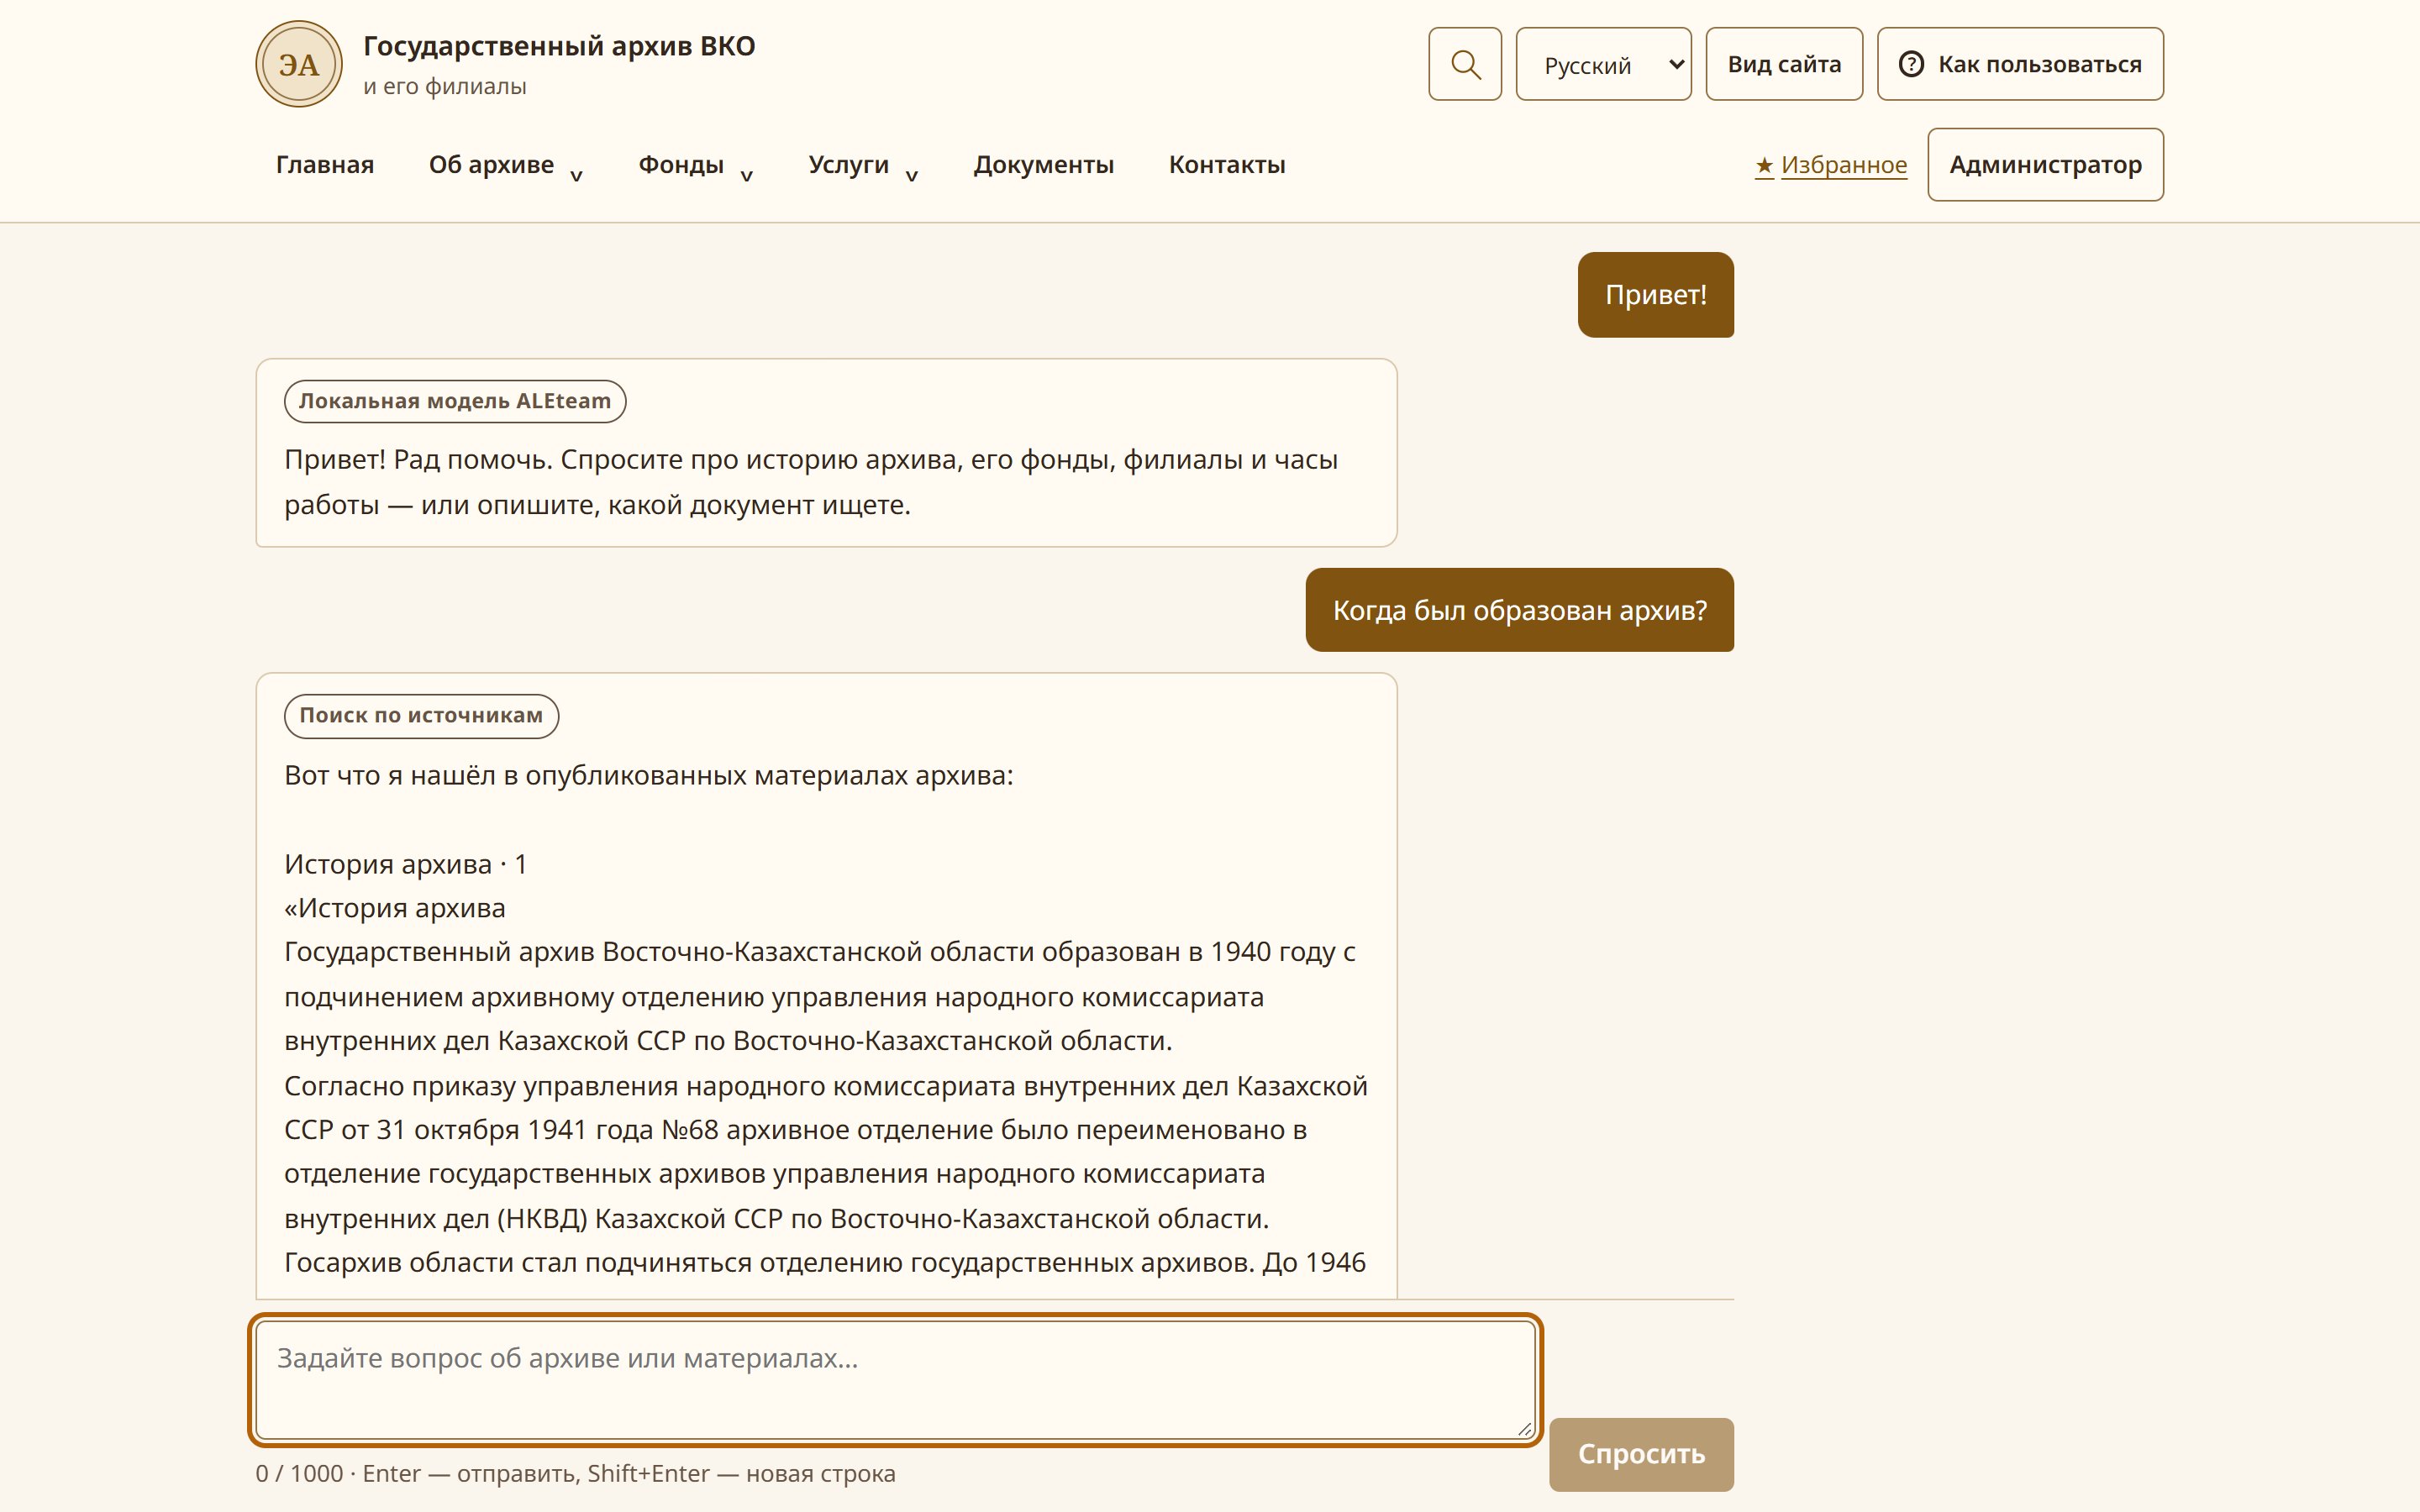 ЭА
Государственный архив ВКО
и его филиалы
Русский
Вид сайта
Как пользоваться
Главная
Об архиве
Фонды
Услуги
Документы
Контакты
★ Избранное
Администратор
Привет!
Локальная модель ALEteam
Привет! Рад помочь. Спросите про историю архива, его фонды, филиалы и часы
работы — или опишите, какой документ ищете.
Когда был образован архив?
Поиск по источникам
Вот что я нашёл в опубликованных материалах архива:
История архива · 1
«История архива
Государственный архив Восточно-Казахстанской области образован в 1940 году с
подчинением архивному отделению управления народного комиссариата
внутренних дел Казахской ССР по Восточно-Казахстанской области.
Согласно приказу управления народного комиссариата внутренних дел Казахской
ССР от 31 октября 1941 года №68 архивное отделение было переименовано в
отделение государственных архивов управления народного комиссариата
внутренних дел (НКВД) Казахской ССР по Восточно-Казахстанской области.
Госархив области стал подчиняться отделению государственных архивов. До 1946
Задайте вопрос об архиве или материалах...
Спросить
0 / 1000 · Enter — отправить, Shift+Enter — новая строка